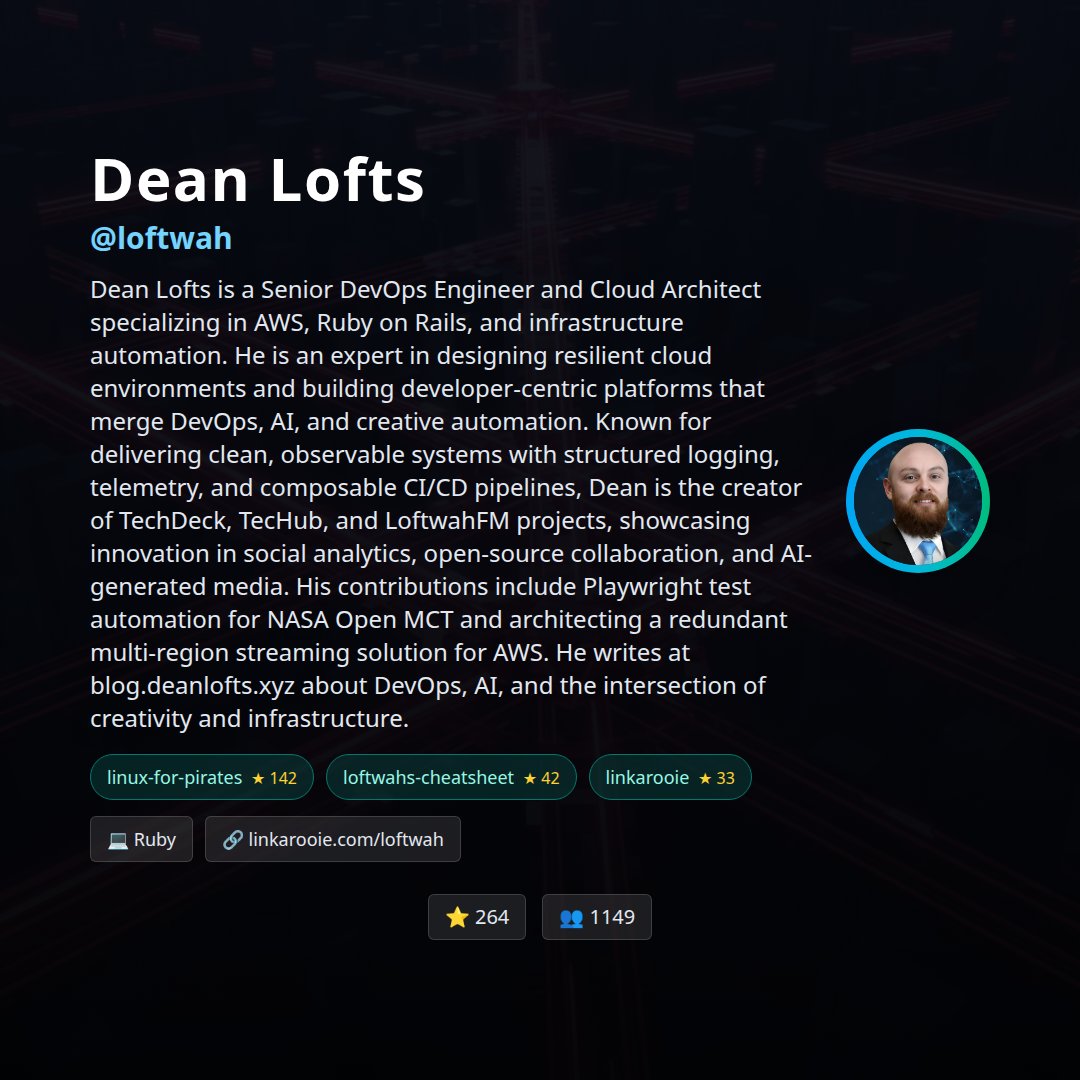 Dean Lofts
@loftwah
Dean Lofts is a Senior DevOps Engineer and Cloud Architect
specializing in AWS, Ruby on Rails, and infrastructure
automation. He is an expert in designing resilient cloud
environments and building developer-centric platforms that
merge DevOps, AI, and creative automation. Known for
delivering clean, observable systems with structured logging,
telemetry, and composable CI/CD pipelines, Dean is the creator
of TechDeck, TecHub, and LoftwahFM projects, showcasing
innovation in social analytics, open-source collaboration, and AI-
generated media. His contributions include Playwright test
automation for NASA Open MCT and architecting a redundant
multi-region streaming solution for AWS. He writes at
blog.deanlofts.xyz about DevOps, AI, and the intersection of
creativity and infrastructure.
linux-for-pirates ★ 142 loftwahs-cheatsheet ★ 42 linkarooie ★ 33
💻 Ruby 🔗 linkarooie.com/loftwah
⭐ 264 👥 1149